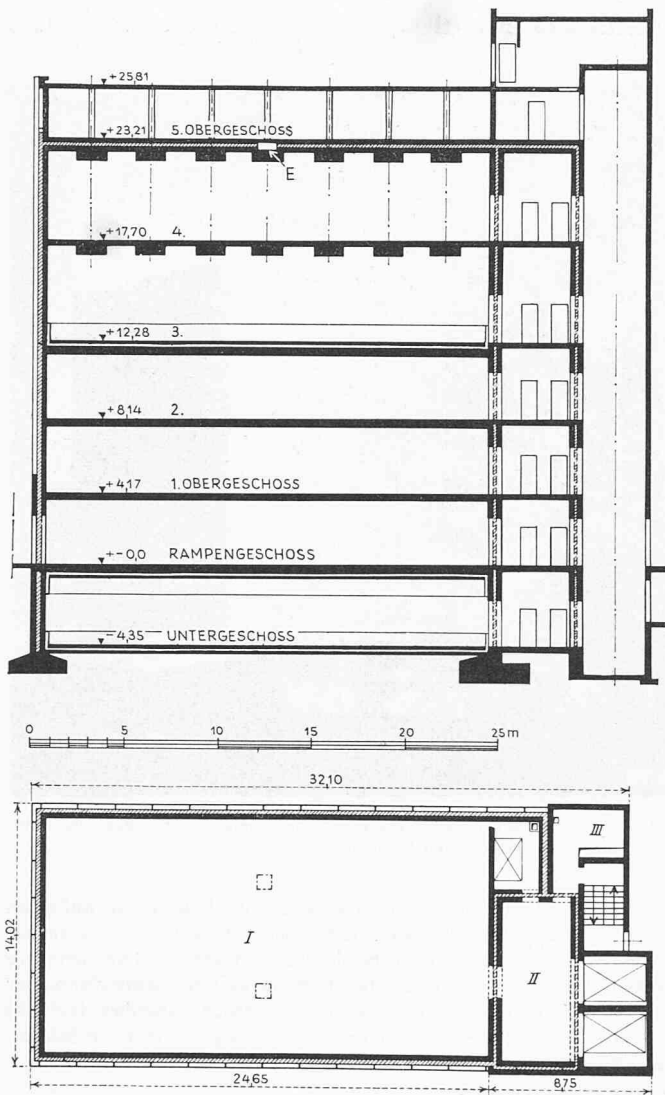 +25,81
+23,21 5.OBERGESCHOSS
E
+17,70 4.
+12,28 3.
+8,14 2.
+4,17 1.OBERGESCHOSS
+-0,0 RAMPENGESCHOSS
-4,35 UNTERGESCHOSS
0 5 10 15 20 25m
32,10
III
14,02
I
II
24,65 8,75